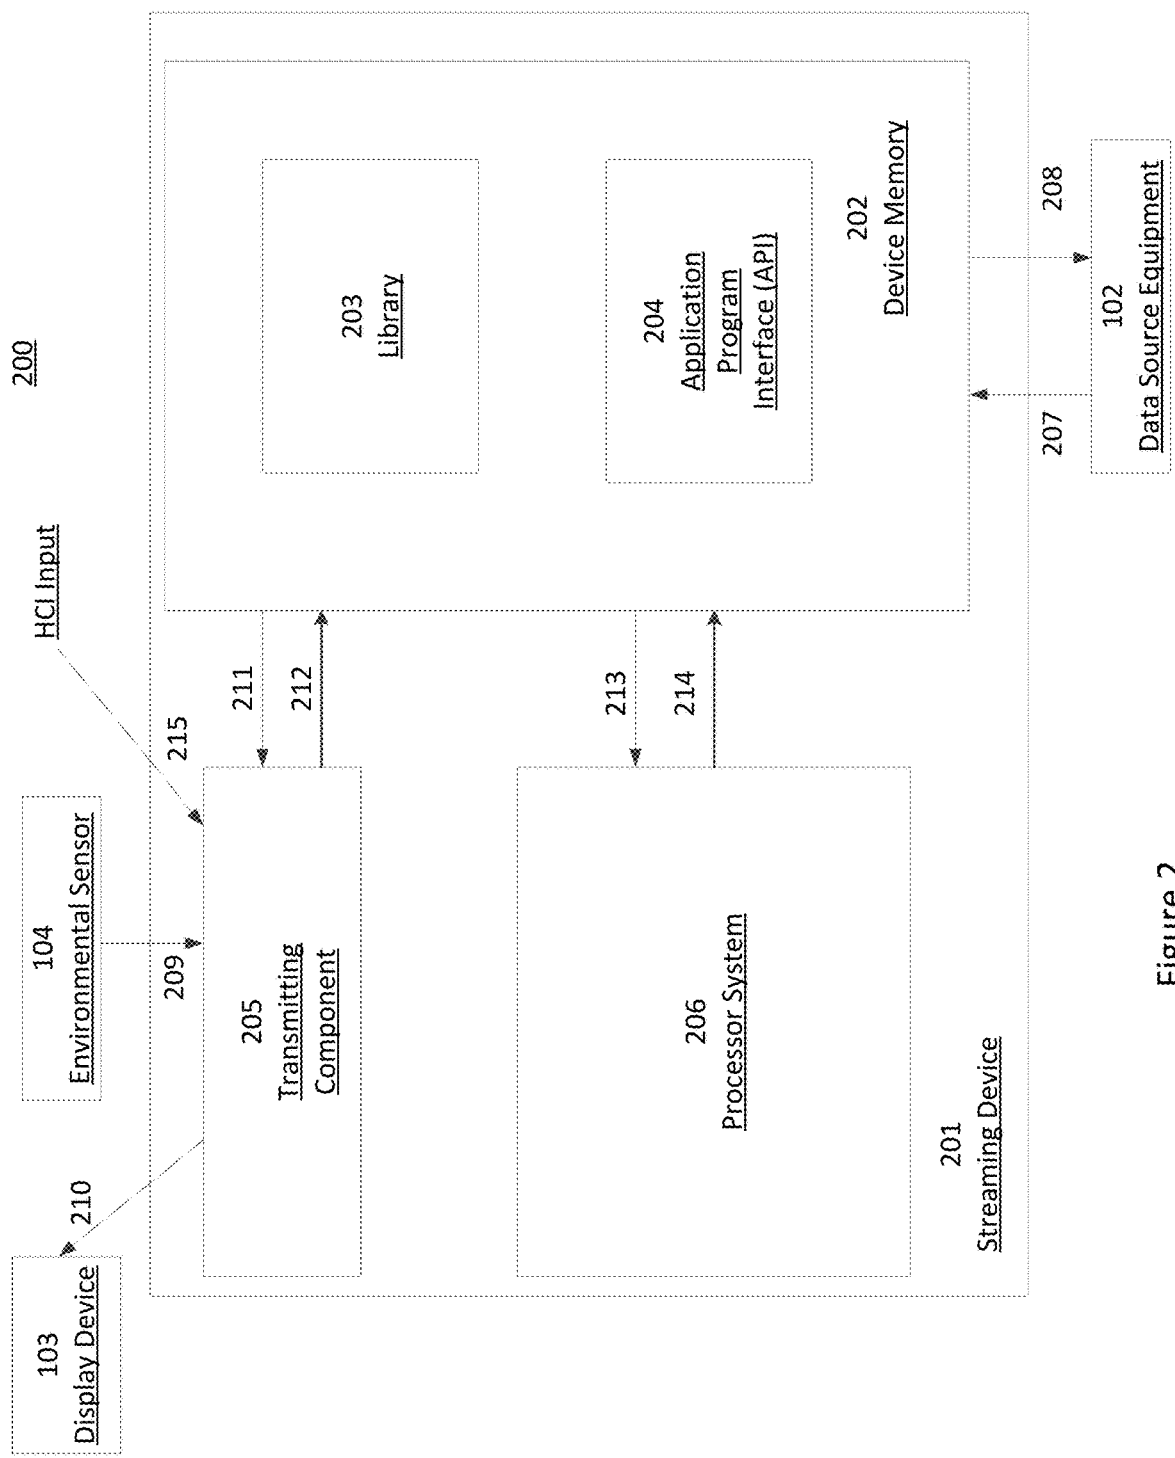 200
103
Display Device
210
104
Environmental Sensor
209
HCI Input
215
205
Transmitting
Component
211
212
203
Library
206
Processor System
213
214
204
Application
Program
Interface (API)
202
Device Memory
201
Streaming Device
207
208
102
Data Source Equipment
Figure 2